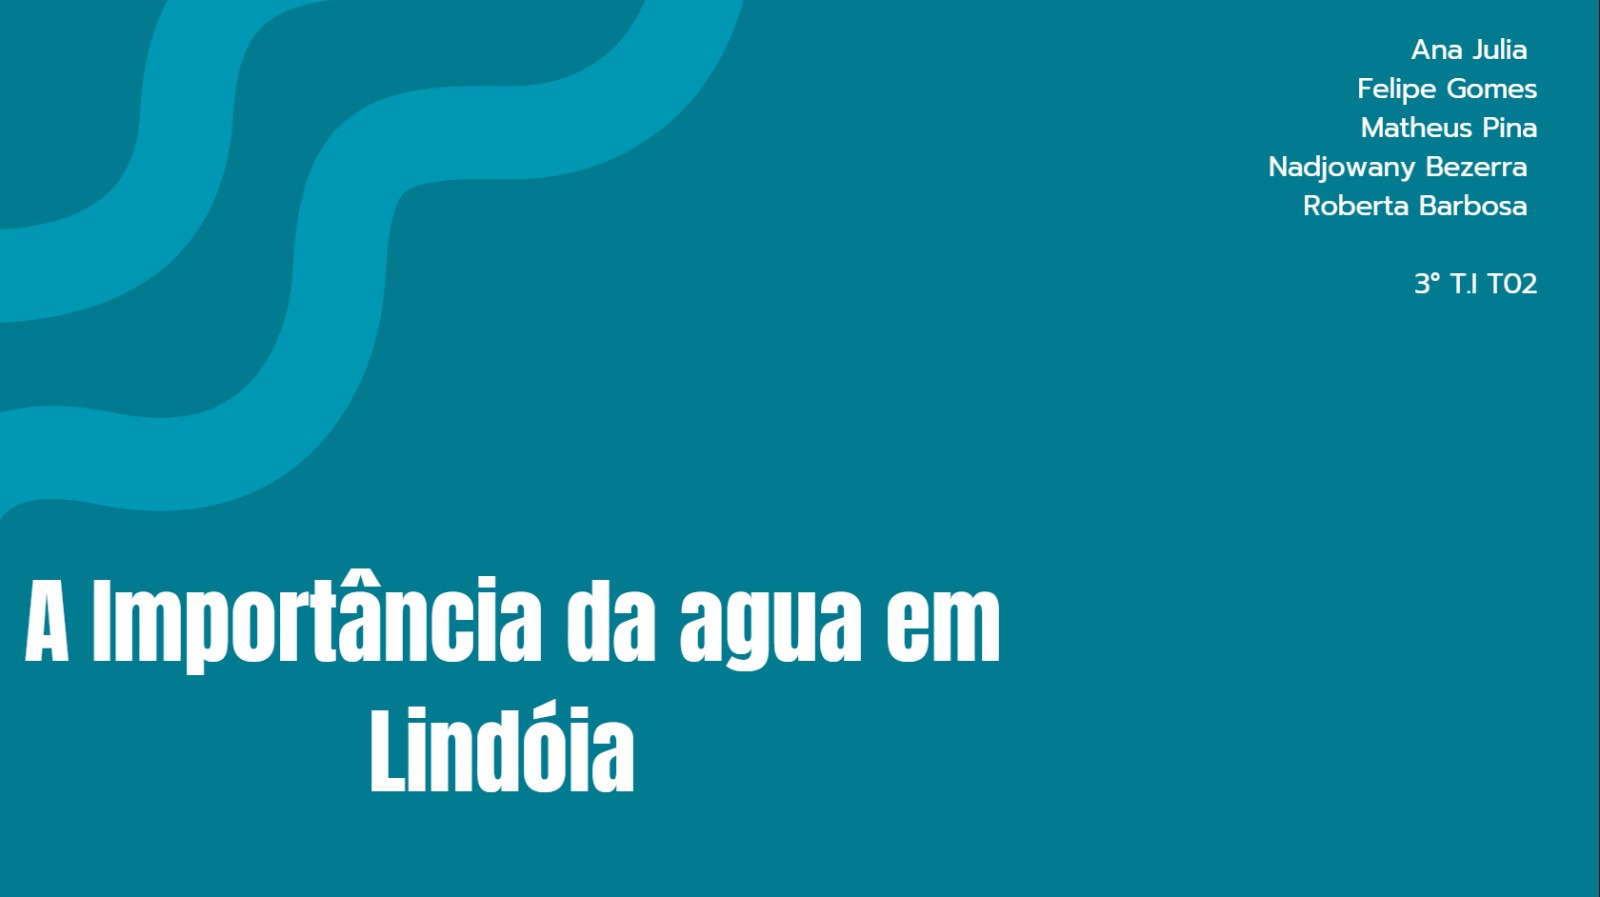 Ana Julia
Felipe Gomes
Matheus Pina
Nadjowany Bezerra
Roberta Barbosa
3° T.I T02
A Importância da agua em
Lindóia